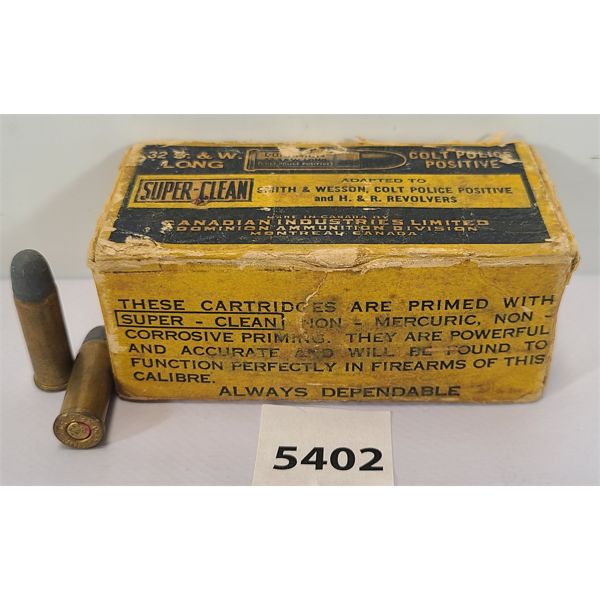 32 S. & W. LONG
COLT POLICE POSITIVE
SUPER-CLEAN
ADAPTED TO
SMITH & WESSON, COLT POLICE POSITIVE
and H. & R. REVOLVERS
MADE IN CANADA BY
CANADIAN INDUSTRIES LIMITED
DOMINION AMMUNITION DIVISION
MONTREAL CANADA
THESE CARTRIDGES ARE PRIMED WITH
SUPER - CLEAN NON - MERCURIC, NON -
CORROSIVE PRIMING. THEY ARE POWERFUL
AND ACCURATE AND WILL BE FOUND TO
FUNCTION PERFECTLY IN FIREARMS OF THIS
CALIBRE.
ALWAYS DEPENDABLE
5402